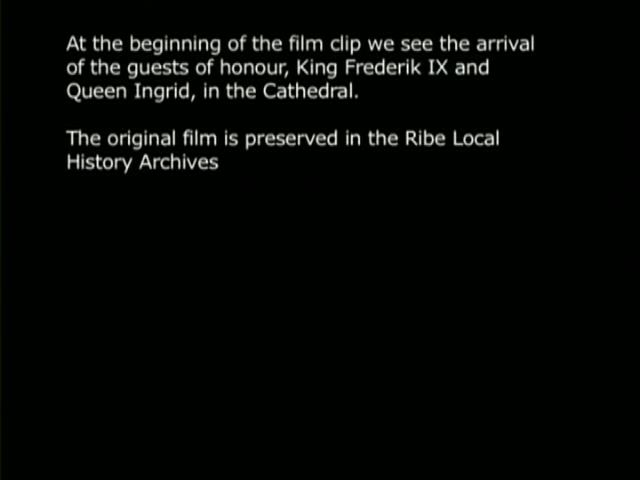 At the beginning of the film clip we see the arrival
of the guests of honour, King Frederik IX and
Queen Ingrid, in the Cathedral.
The original film is preserved in the Ribe Local
History Archives